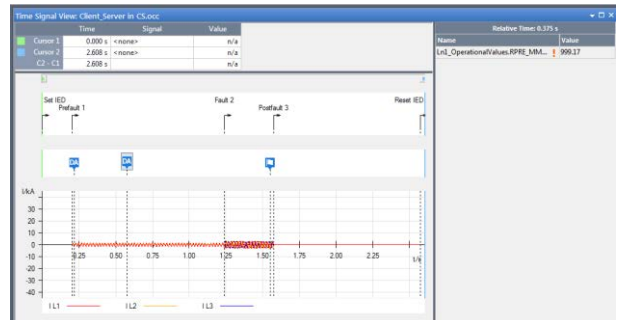 Time Signal View: Client_Server in CS.occ
Time Signal Value
Cursor 1 0.000 s <none> n/a
Cursor 2 2.608 s <none> n/a
C2 - C1 2.608 s n/a
Relative Time: 0.375 s
Name Value
Ln1_OperationalValues.RPRE_MM... 999.17
Set IED Fault 2 Reset IED
Prefault 1 Postfault 3
DA DA
I/kA
30
20
10
0
-10
-20
-30
-40
0.25 0.50 0.75 1.00 1.25 1.50 1.75 2.00 2.25 t/s
I L1 I L2 I L3